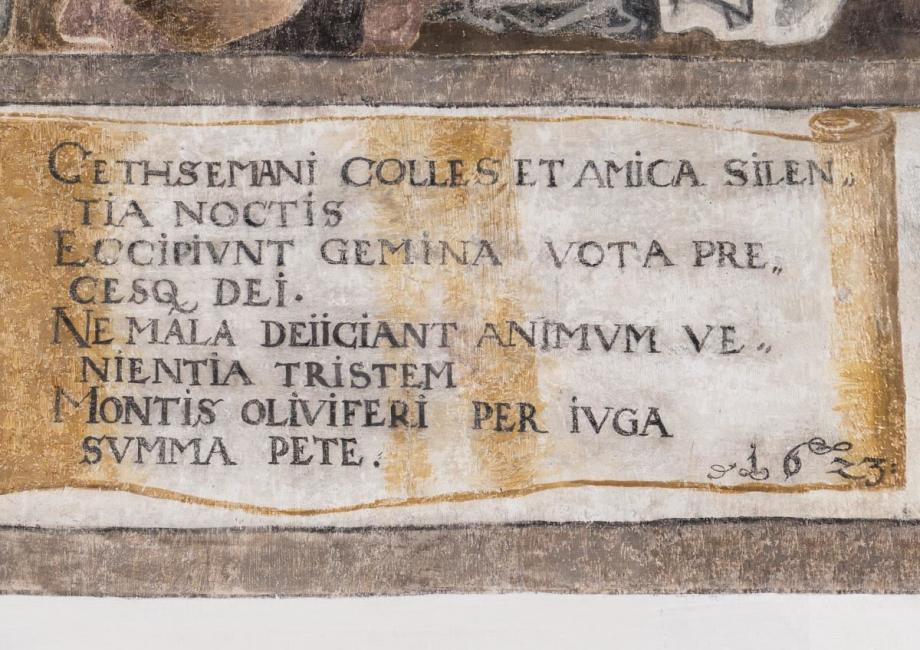 GETHSEMANI COLLES ET AMICA SILEN„
TIA NOCTIS
ECCIPIVNT GEMINA VOTA PRE„
CESQ DEI.
NE MALA DEIICIANT ANIMVM VE„
NIENTIA TRISTEM
MONTIS OLIVIFERI PER IVGA
SVMMA PETE.
1623.